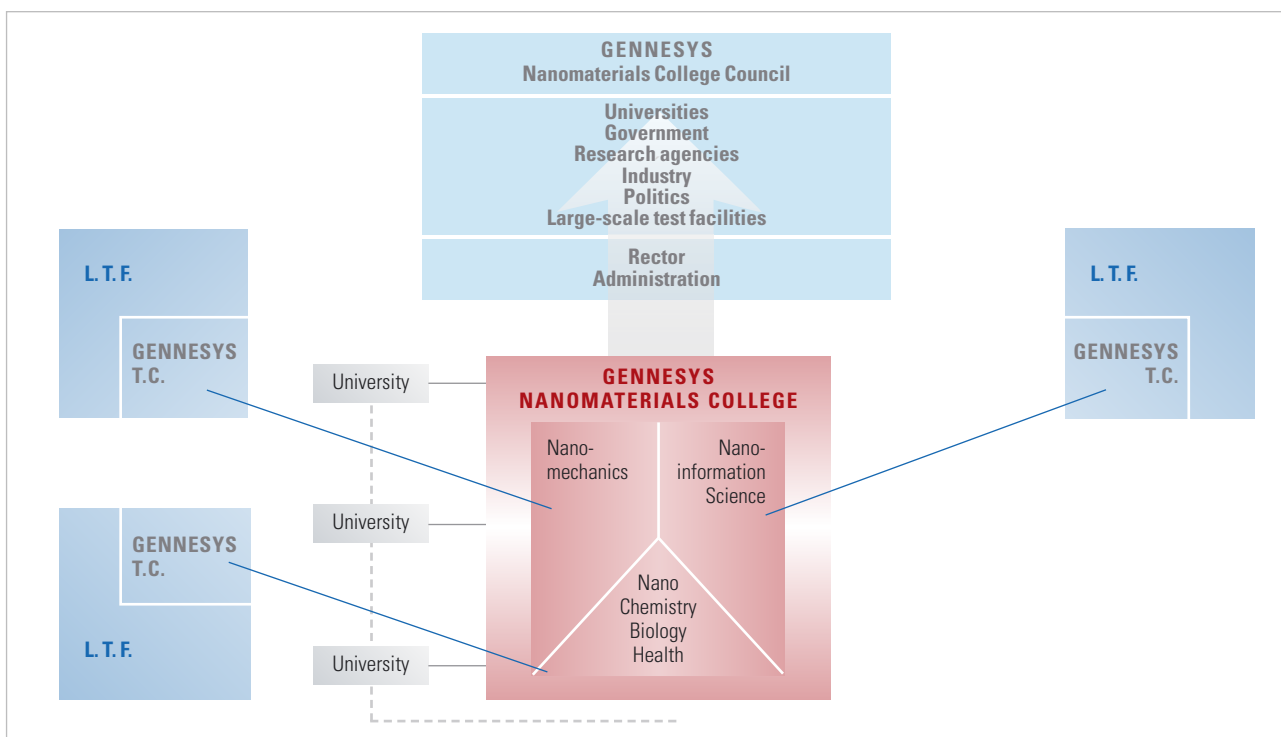 GENNESYS
Nanomaterials College Council
Universities
Government
Research agencies
Industry
Politics
Large-scale test facilities
Rector
Administration
L. T. F.
GENNESYS
T.C.
L. T. F.
GENNESYS
T.C.
University
GENNESYS
NANOMATERIALS COLLEGE
Nano-
mechanics
Nano-
information
Science
University
GENNESYS
T.C.
L. T. F.
Nano
Chemistry
Biology
Health
University